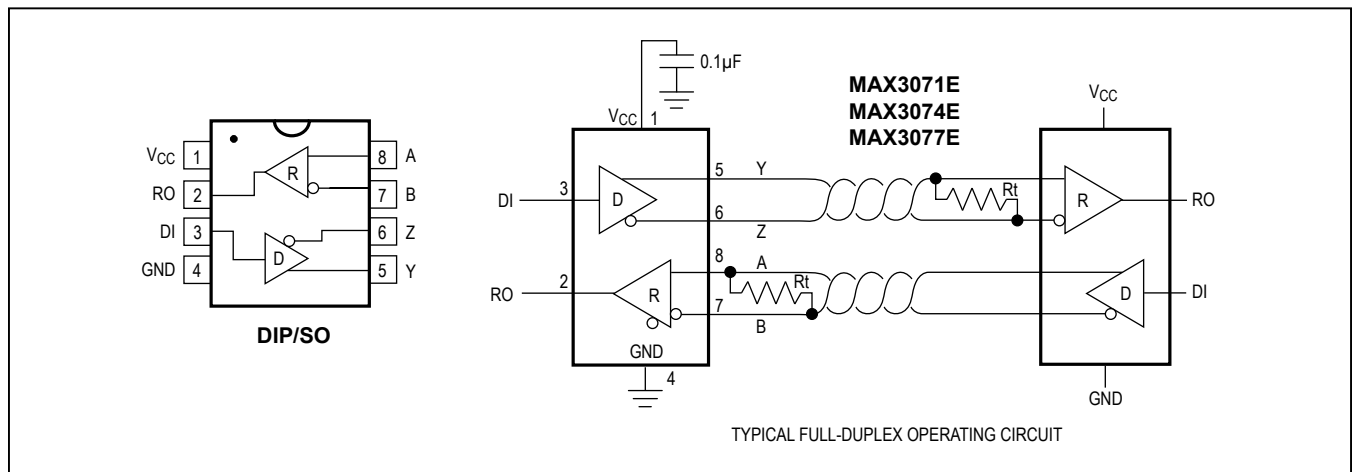 VCC 1
RO 2
DI 3
GND 4
8 A
7 B
6 Z
5 Y
R
D
DIP/SO
0.1µF
VCC 1
MAX3071E
MAX3074E
MAX3077E
VCC
DI 3
D
5 Y
6
Z
Rt
R
RO
8
A
RO 2
R
7
B
Rt
D
DI
GND
4
GND
TYPICAL FULL-DUPLEX OPERATING CIRCUIT